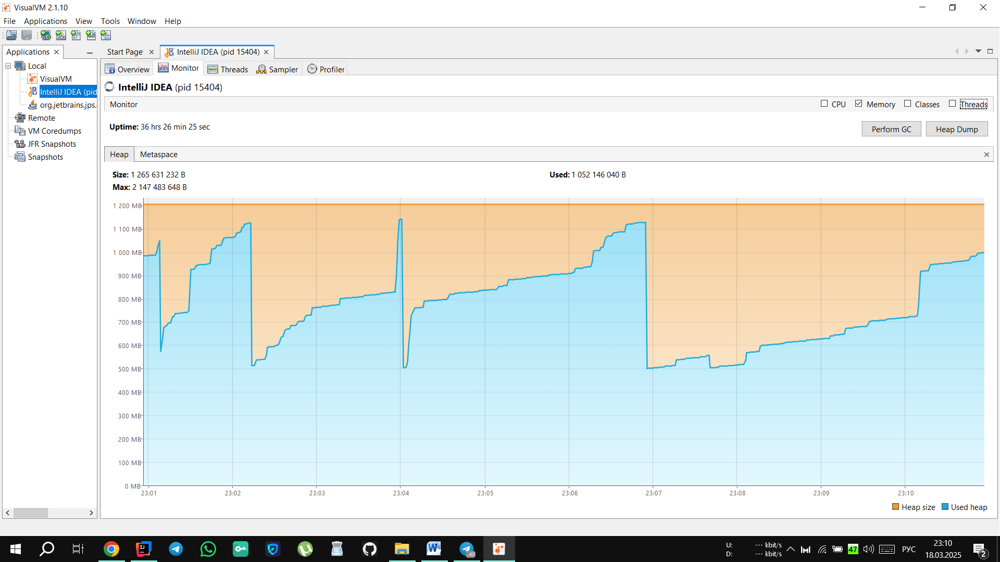 VisualVM 2.1.10
File Applications View Tools Window Help
Applications
Start Page
IntelliJ IDEA (pid 15404)
Local
VisualVM
IntelliJ IDEA (pid
org.jetbrains.jps.
Remote
VM Coredumps
JFR Snapshots
Snapshots
Overview Monitor Threads Sampler Profiler
IntelliJ IDEA (pid 15404)
Monitor
CPU Memory Classes Threads
Uptime: 36 hrs 26 min 25 sec
Perform GC Heap Dump
Heap Metaspace
Size: 1 265 631 232 B
Used: 1 052 146 040 B
Max: 2 147 483 648 B
1 200 MB
1 100 MB
1 000 MB
900 MB
800 MB
700 MB
600 MB
500 MB
400 MB
300 MB
200 MB
100 MB
0 MB
23:01 23:02 23:03 23:04 23:05 23:06 23:07 23:08 23:09 23:10
Heap size Used heap
U: --- kbit/s
D: --- kbit/s
47
РУС
23:10
18.03.2025
2
40